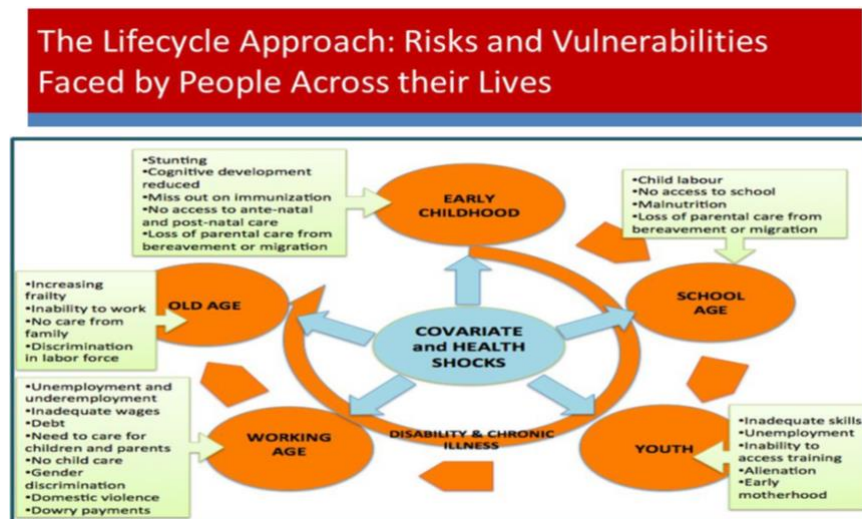 The Lifecycle Approach: Risks and Vulnerabilities
Faced by People Across their Lives
•Stunting
•Cognitive development
reduced
•Miss out on immunization
•No access to ante-natal
and post-natal care
•Loss of parental care from
bereavement or migration
EARLY
CHILDHOOD
•Child labour
•No access to school
•Malnutrition
•Loss of parental care from
bereavement or migration
•Increasing
frailty
•Inability to work
•No care from
family
•Discrimination
in labor force
OLD AGE
COVARIATE
and HEALTH
SHOCKS
SCHOOL
AGE
•Unemployment and
underemployment
•Inadequate wages
•Debt
•Need to care for
children and parents
•No child care
•Gender
discrimination
•Domestic violence
•Dowry payments
WORKING
AGE
DISABILITY & CHRONIC
ILLNESS
YOUTH
•Inadequate skills
•Unemployment
•Inability to
access training
•Alienation
•Early
motherhood